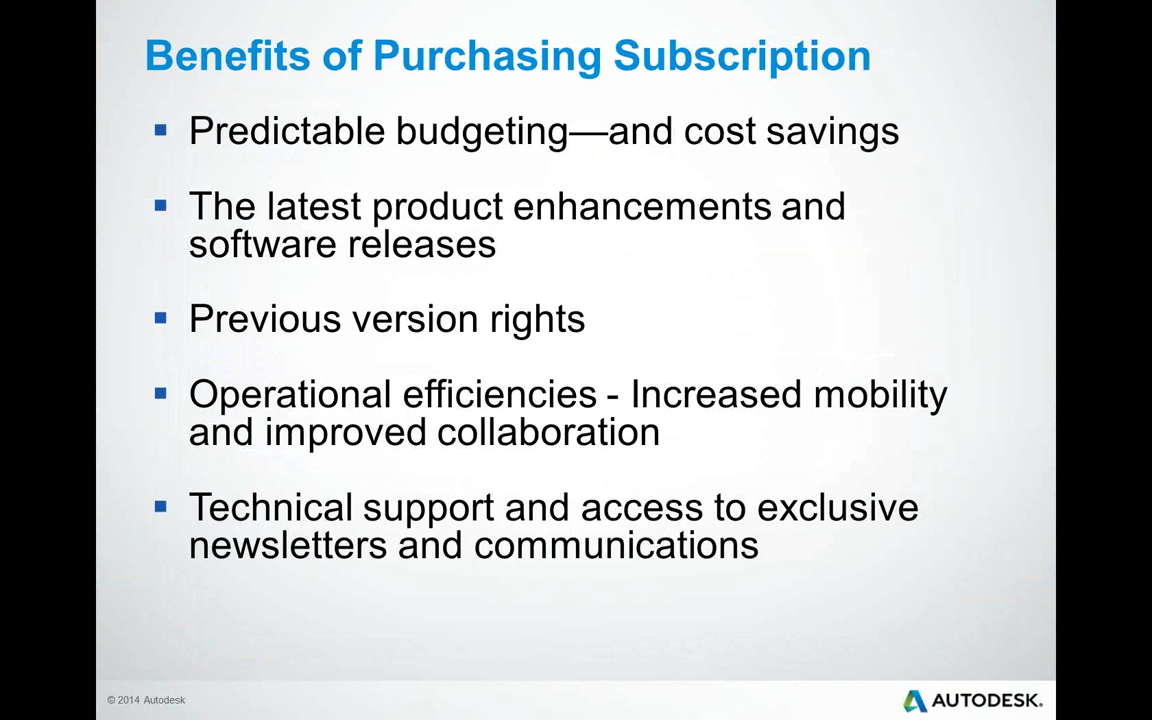 Benefits of Purchasing Subscription
▪ Predictable budgeting—and cost savings
▪ The latest product enhancements and
software releases
▪ Previous version rights
▪ Operational efficiencies - Increased mobility
and improved collaboration
▪ Technical support and access to exclusive
newsletters and communications
© 2014 Autodesk
AUTODESK.